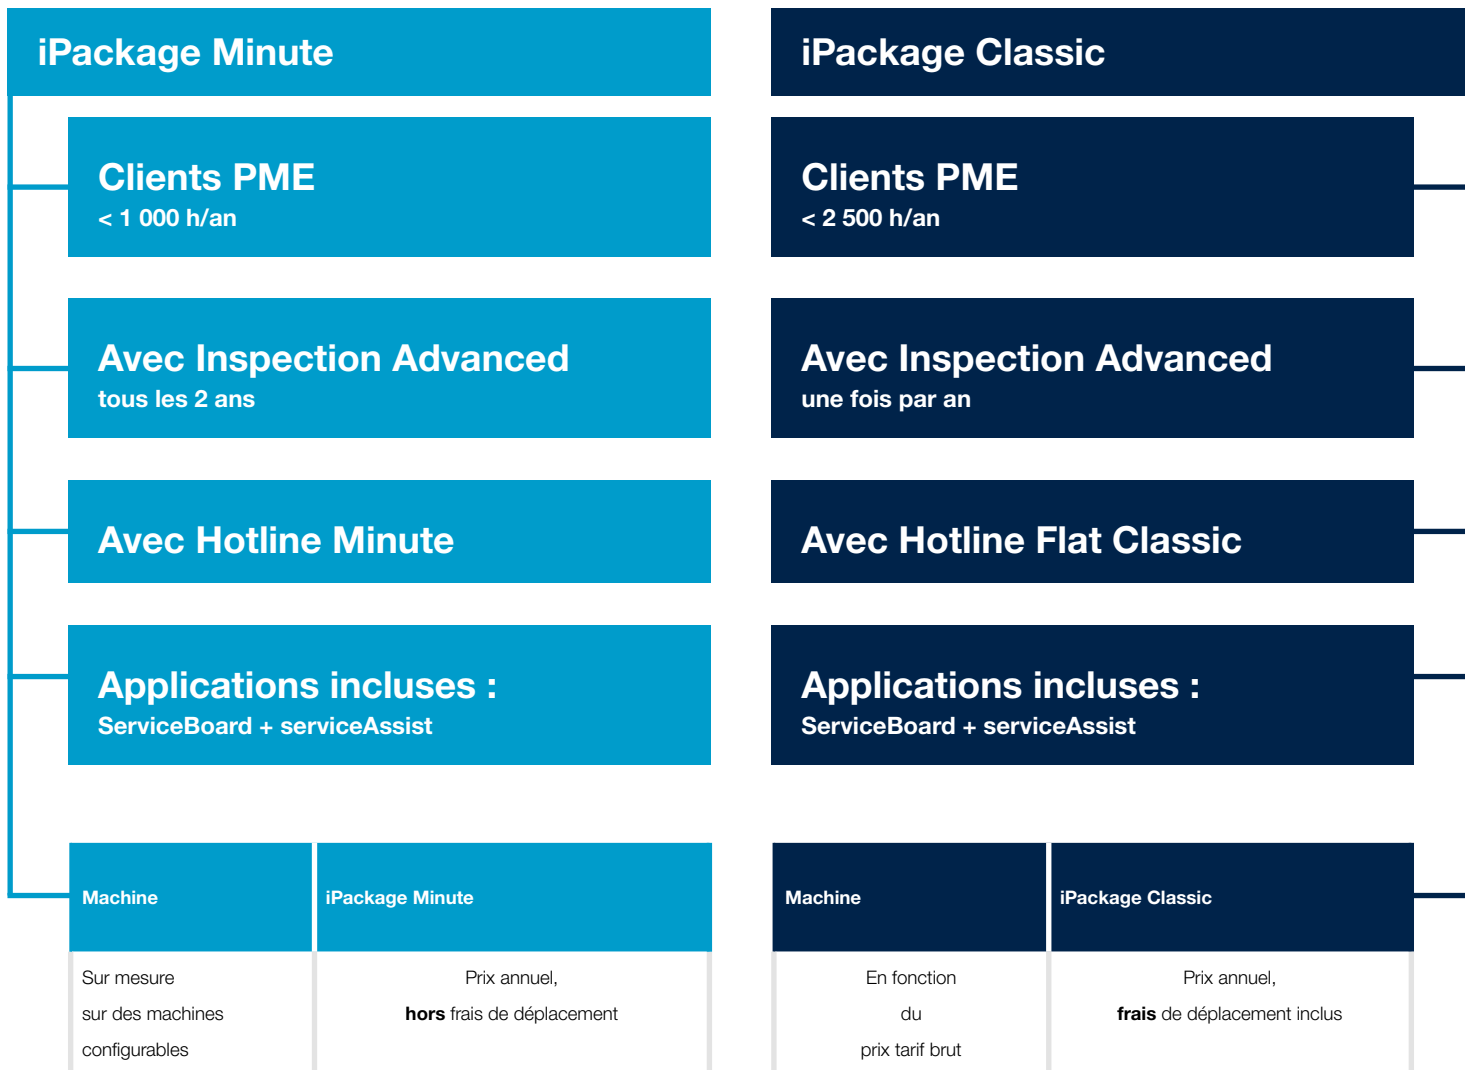 iPackage Minute
Clients PME
< 1 000 h/an
Avec Inspection Advanced
tous les 2 ans
Avec Hotline Minute
Applications incluses :
ServiceBoard + serviceAssist
Machine
iPackage Minute
Sur mesure
sur des machines
configurables
Prix annuel,
hors frais de déplacement
iPackage Classic
Clients PME
< 2 500 h/an
Avec Inspection Advanced
une fois par an
Avec Hotline Flat Classic
Applications incluses :
ServiceBoard + serviceAssist
Machine
iPackage Classic
En fonction
du
prix tarif brut
Prix annuel,
frais de déplacement inclus